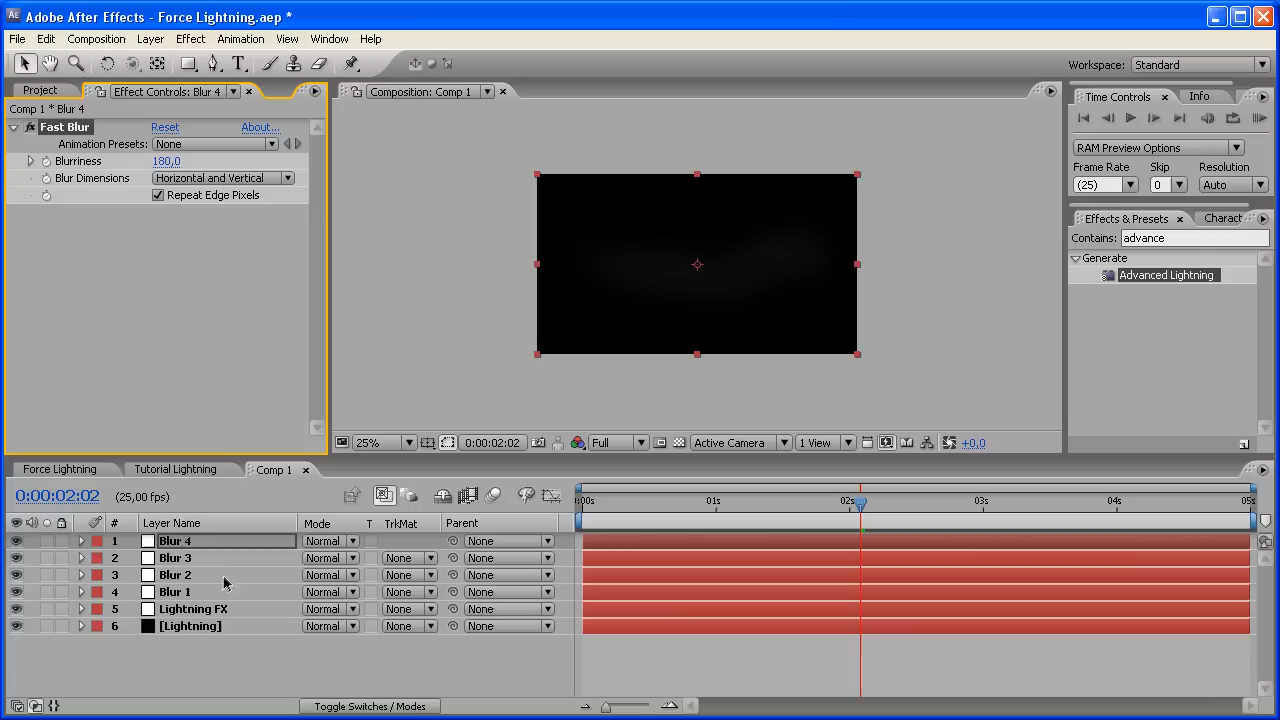 Adobe After Effects - Force Lightning.aep *
File Edit Composition Layer Effect Animation View Window Help
Workspace: Standard
Project Effect Controls: Blur 4
Comp 1 * Blur 4
Fast Blur Reset About...
Animation Presets: None
Blurriness 180,0
Blur Dimensions Horizontal and Vertical
Repeat Edge Pixels
Composition: Comp 1
25% 0:00:02:02 Full Active Camera 1 View +0,0
Time Controls Info
RAM Preview Options
Frame Rate Skip Resolution
(25) 0 Auto
Effects & Presets Charact
Contains: advance
Generate
Advanced Lightning
Force Lightning Tutorial Lightning Comp 1
0:00:02:02 (25,00 fps)
:00s 01s 02s 03s 04s 05s
# Layer Name Mode T TrkMat Parent
1 Blur 4 Normal None
2 Blur 3 Normal None None
3 Blur 2 Normal None None
4 Blur 1 Normal None None
5 Lightning FX Normal None None
6 [Lightning] Normal None None
Toggle Switches / Modes